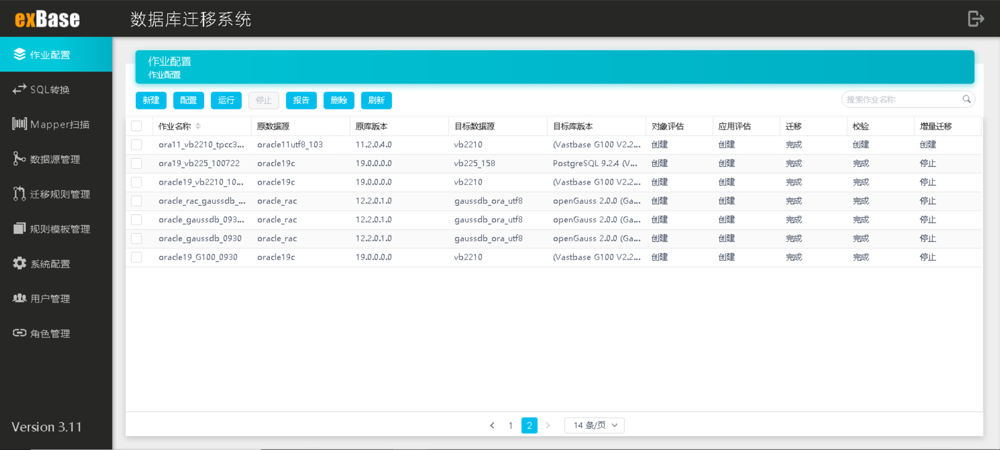 exBase
数据库迁移系统
作业配置
SQL转换
Mapper扫描
数据源管理
迁移规则管理
规则模板管理
系统配置
用户管理
角色管理
Version 3.11
作业配置
作业配置
新建 配置 运行 停止 报告 删除 刷新 搜索作业名称
作业名称 原数据源 原库版本 目标数据源 目标库版本 对象评估 应用评估 迁移 校验 增量迁移
ora11_vb2210_tpcc3... oracle11utf8_103 11.2.0.4.0 vb2210 (Vastbase G100 V2.2... 创建 创建 完成 创建 创建
ora19_vb225_100722 oracle19c 19.0.0.0.0 vb225_158 PostgreSQL 9.2.4 (V... 创建 创建 完成 完成 停止
oracle19_vb2210_10... oracle19c 19.0.0.0.0 vb2210 (Vastbase G100 V2.2... 创建 创建 完成 完成 停止
oracle_rac_gaussdb_... oracle_rac 12.2.0.1.0 gaussdb_ora_utf8 openGauss 2.0.0 (Ga... 创建 创建 完成 完成 停止
oracle_gaussdb_093... oracle_rac 12.2.0.1.0 gaussdb_ora_utf8 openGauss 2.0.0 (Ga... 创建 创建 完成 完成 停止
oracle_gaussdb_0930 oracle_rac 12.2.0.1.0 gaussdb_ora_utf8 openGauss 2.0.0 (Ga... 创建 创建 完成 完成 停止
oracle19_G100_0930 oracle19c 19.0.0.0.0 vb2210 (Vastbase G100 V2.2... 创建 创建 完成 完成 停止
1 2 14 条/页